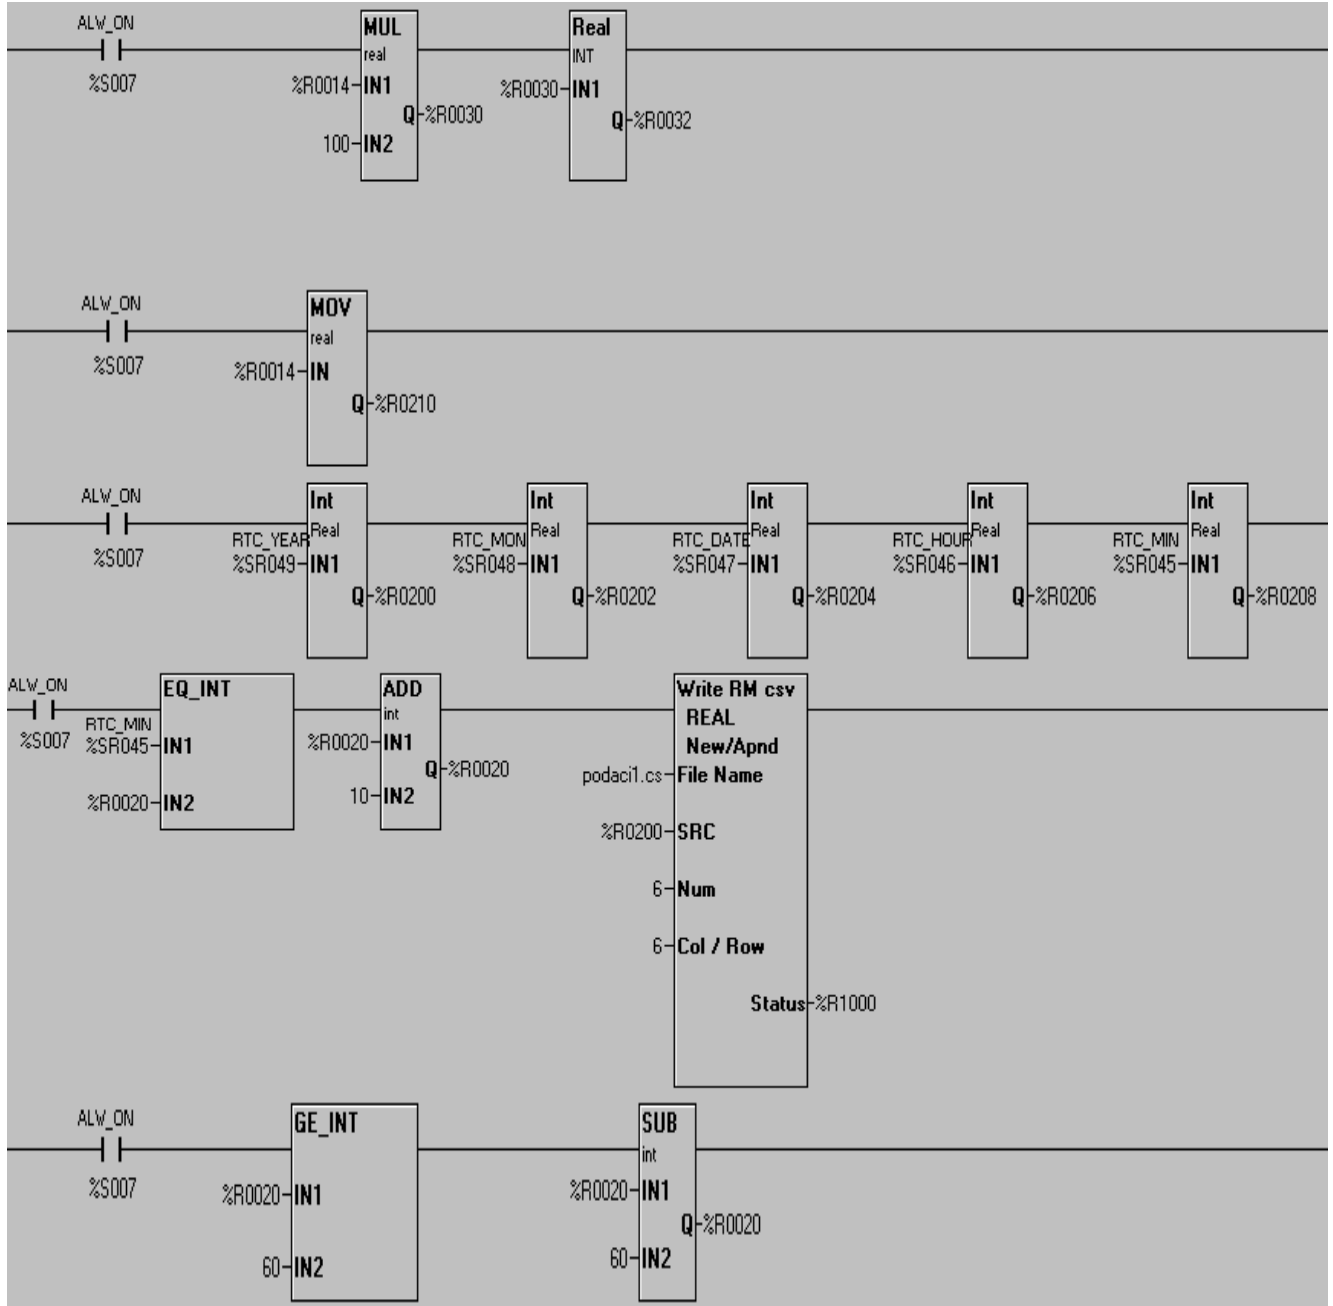 ALW_ON
%S007
MUL
real
%R0014 IN1
Q %R0030
100 IN2
Real
INT
%R0030 IN1
Q %R0032
ALW_ON
%S007
MOV
real
%R0014 IN
Q %R0210
ALW_ON
%S007
Int
Real
RTC_YEAR
%SR049 IN1
Q %R0200
Int
Real
RTC_MON
%SR048 IN1
Q %R0202
Int
Real
RTC_DATE
%SR047 IN1
Q %R0204
Int
Real
RTC_HOUR
%SR046 IN1
Q %R0206
Int
Real
RTC_MIN
%SR045 IN1
Q %R0208
ALW_ON
%S007
EQ_INT
RTC_MIN
%SR045 IN1
%R0020 IN2
ADD
int
%R0020 IN1
Q %R0020
10 IN2
Write RM csv
REAL
New/Apnd
podaci1.cs File Name
%R0200 SRC
6 Num
6 Col / Row
Status %R1000
ALW_ON
%S007
GE_INT
%R0020 IN1
60 IN2
SUB
int
%R0020 IN1
Q %R0020
60 IN2